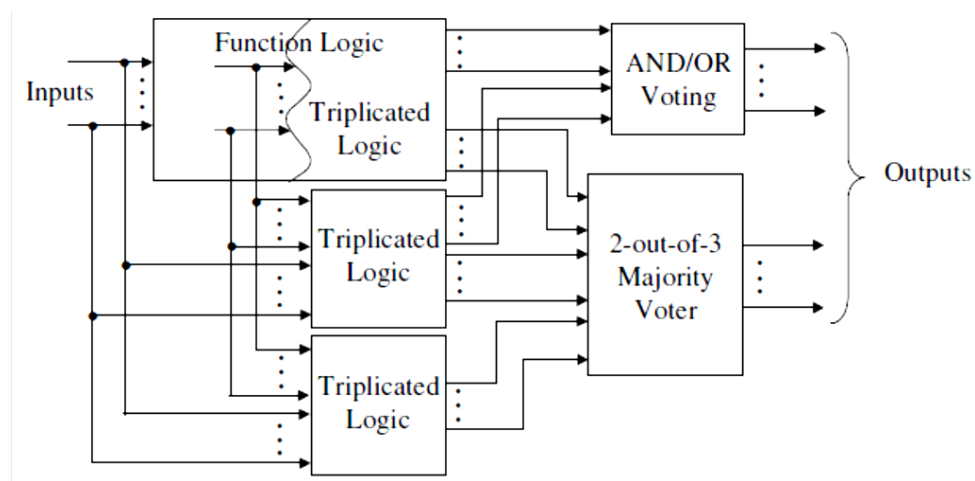 Function Logic
Inputs
Triplicated
Logic
AND/OR
Voting
Outputs
Triplicated
Logic
2-out-of-3
Majority
Voter
Triplicated
Logic